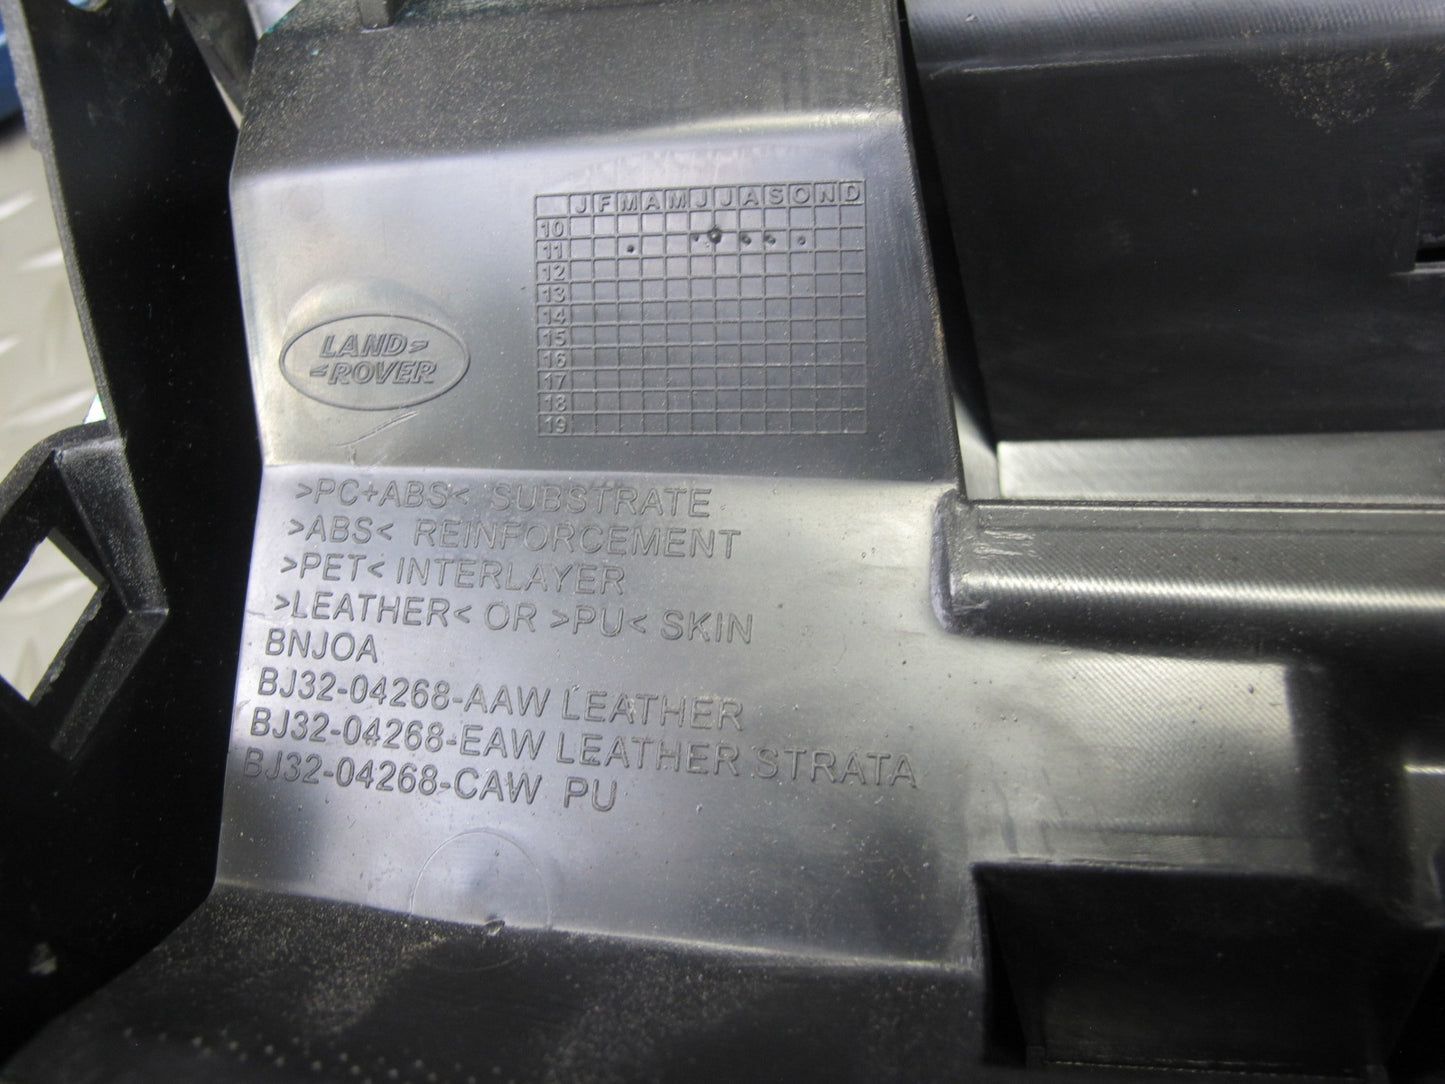 J F M A M J J A S O N D
10
11
12
13
14
15
16
17
18
19
LAND
ROVER
>PC+ABS< SUBSTRATE
>ABS< REINFORCEMENT
>PET< INTERLAYER
>LEATHER< OR >PU< SKIN
BNJOA
BJ32-04268-AAW LEATHER
BJ32-04268-EAW LEATHER STRATA
BJ32-04268-CAW PU